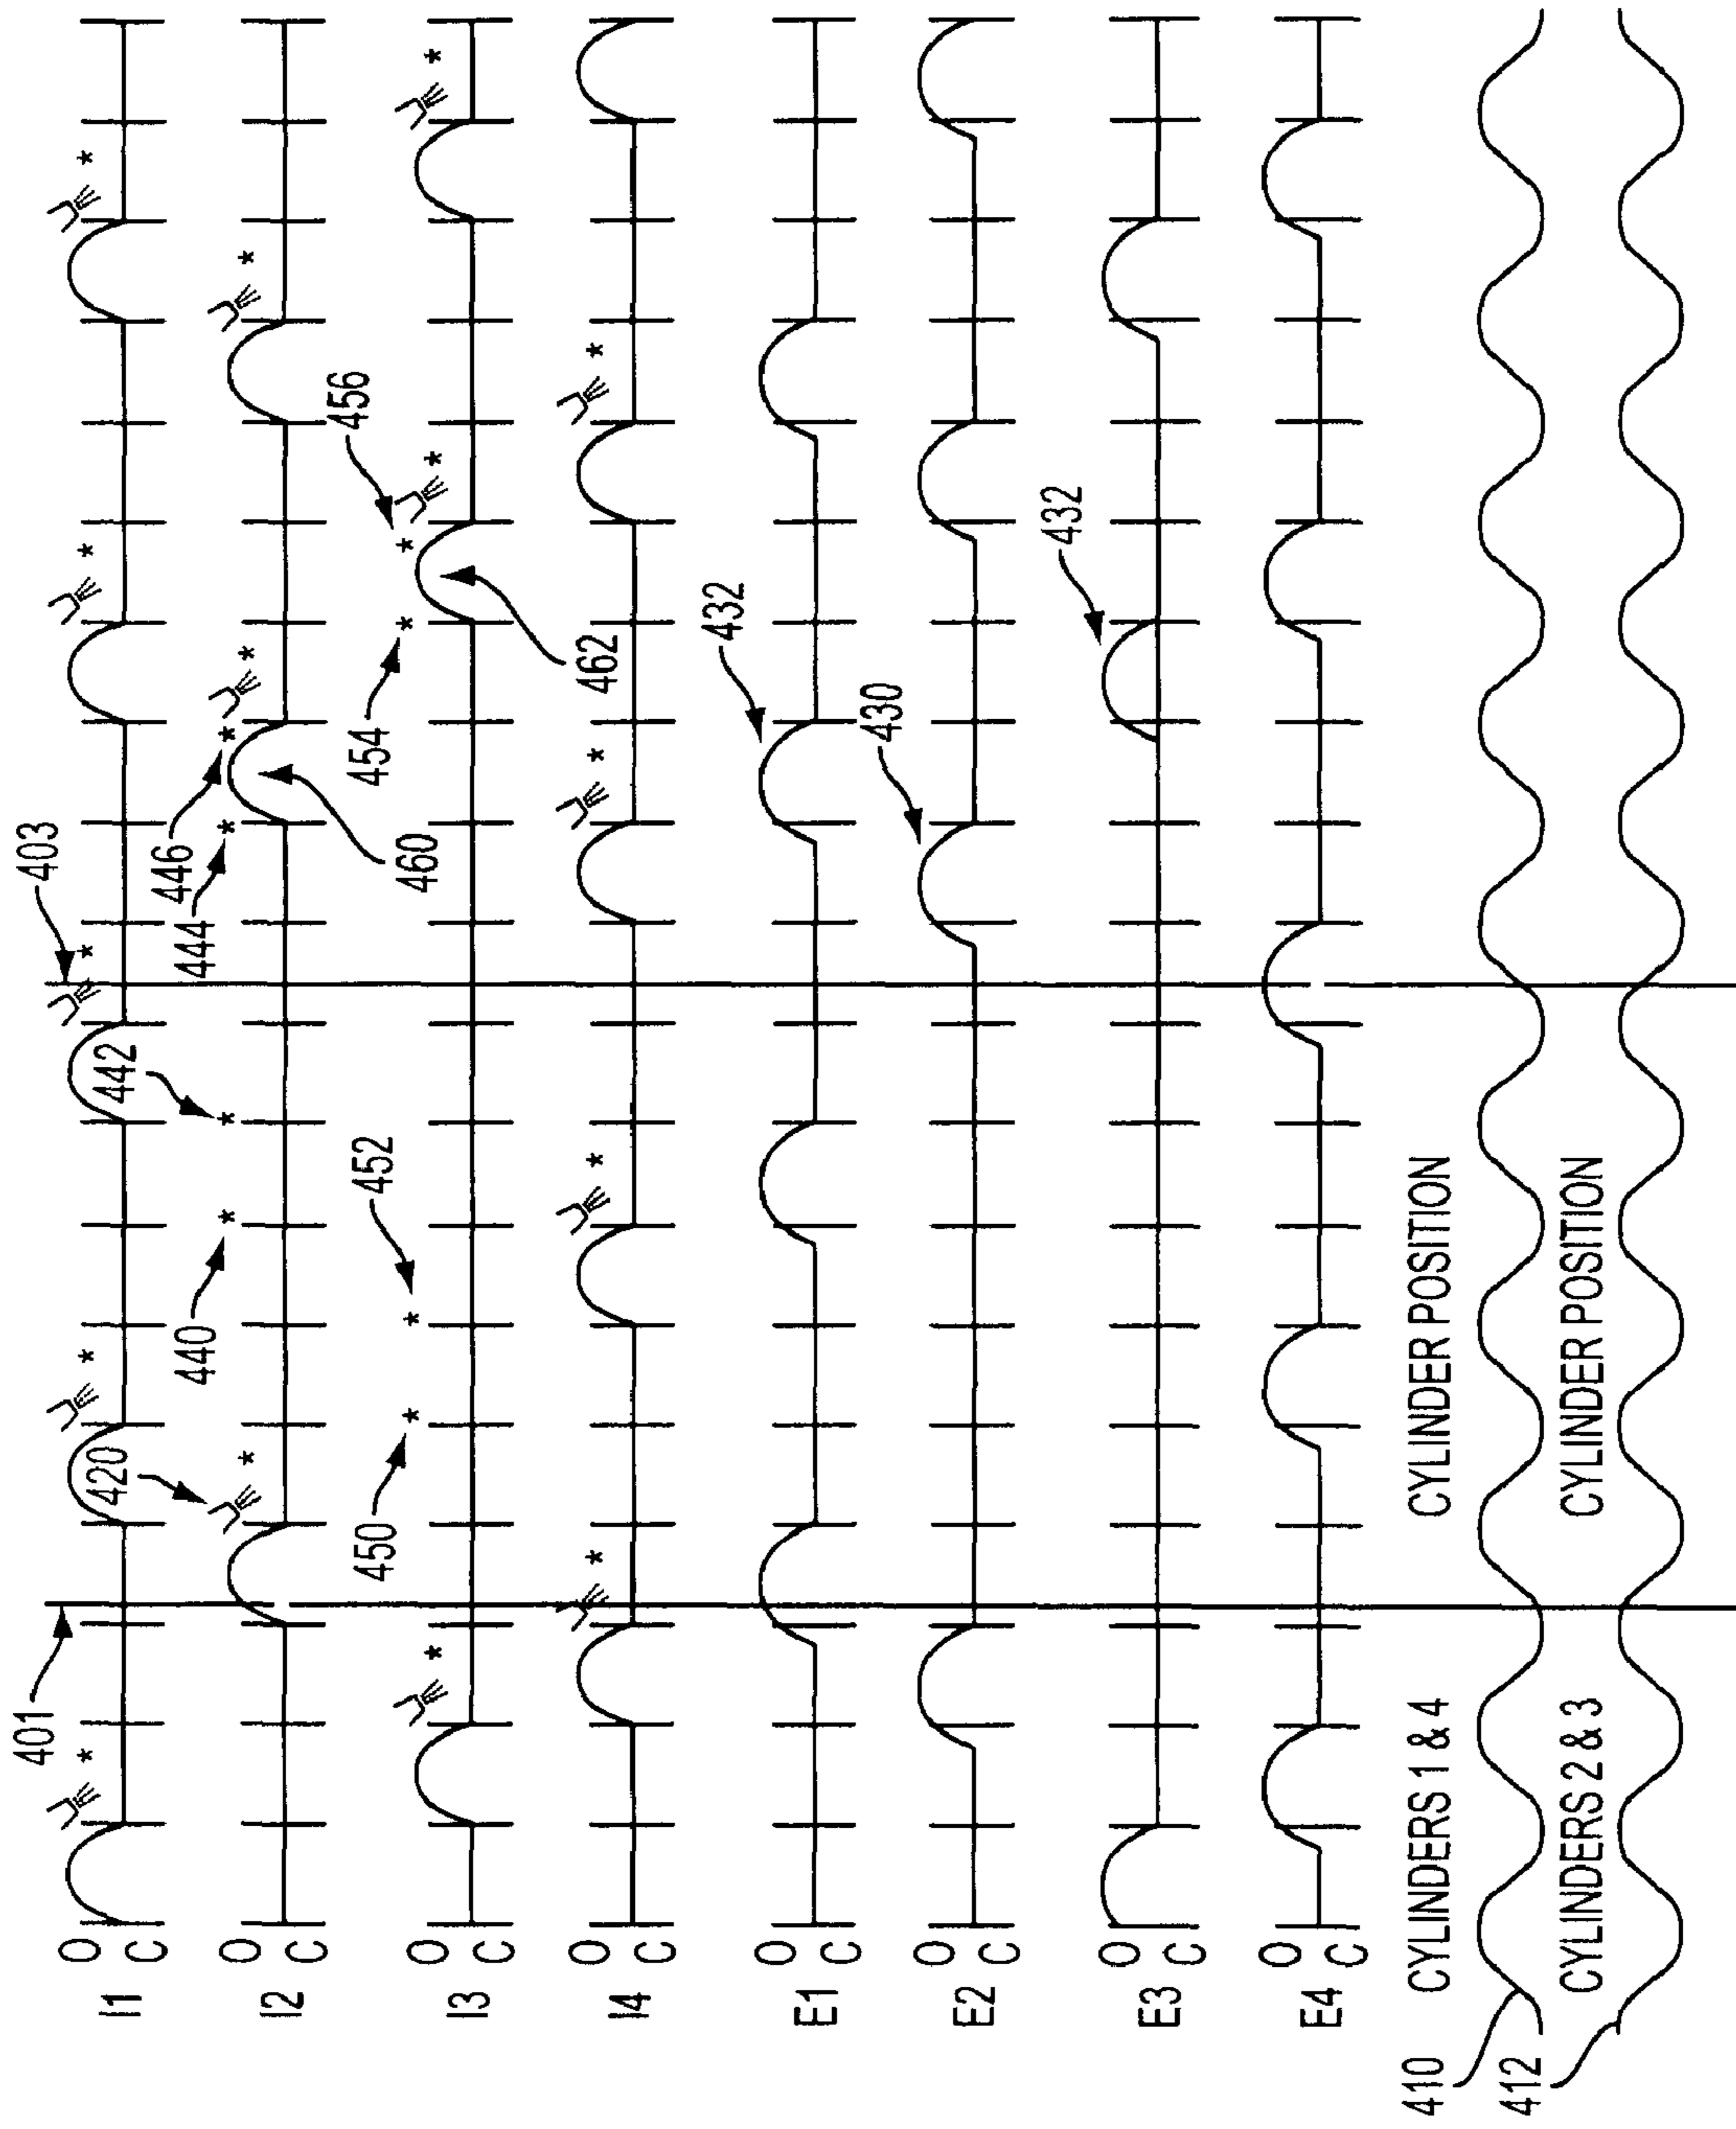 401
403
O
C
I1
420
442
440
444
446
O
C
I2
460
450
452
454
456
O
C
I3
462
O
C
I4
432
O
C
E1
430
O
C
E2
432
O
C
E3
O
C
E4
CYLINDERS 1 & 4 CYLINDER POSITION
410
CYLINDERS 2 & 3 CYLINDER POSITION
412